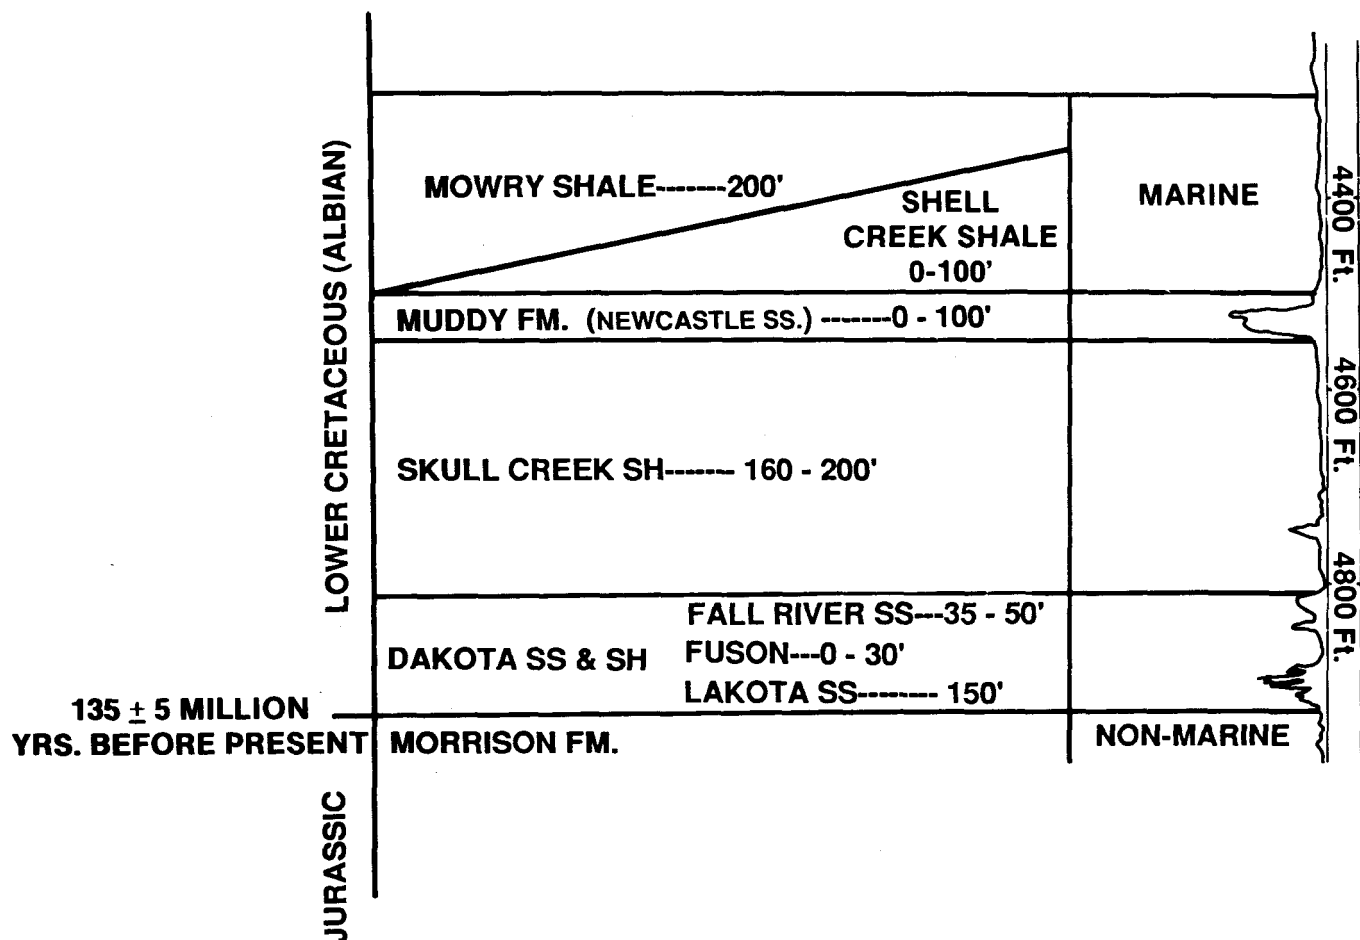 LOWER CRETACEOUS (ALBIAN)
MOWRY SHALE-------200'
SHELL
CREEK SHALE
0-100'
MARINE
4400 Ft.
MUDDY FM. (NEWCASTLE SS.) -------0 - 100'
4600 Ft.
SKULL CREEK SH------- 160 - 200'
4800 Ft.
FALL RIVER SS---35 - 50'
DAKOTA SS & SH
FUSON---0 - 30'
LAKOTA SS-------- 150'
135 ± 5 MILLION
YRS. BEFORE PRESENT
MORRISON FM.
NON-MARINE
JURASSIC